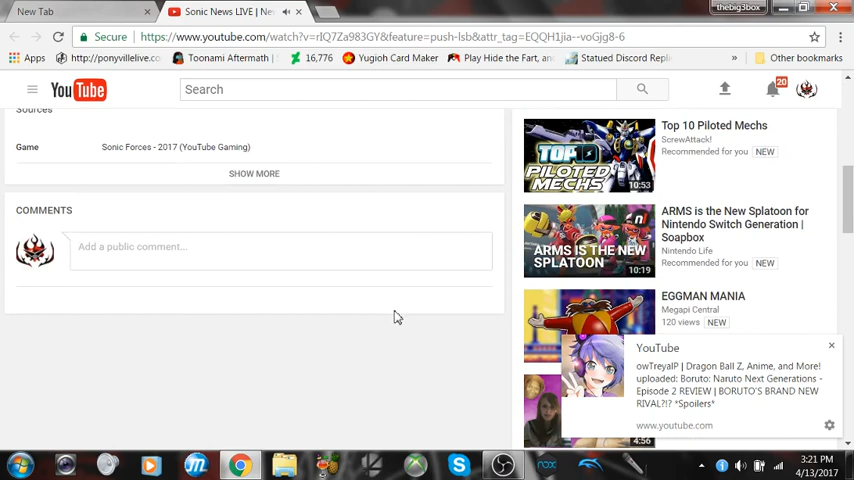 New Tab
Sonic News LIVE | Ne
thebig3box
Secure
https://www.youtube.com/watch?v=rIQ7Za983GY&feature=push-lsb&attr_tag=EQQH1jia--voGjg8-6
Apps
http://ponyvillelive.c
Toonami Aftermath |
16,776
Yugioh Card Maker
Play Hide the Fart, an
Statued Discord Repli
»
Other bookmarks
YouTube
Search
20
Sources
Game
Sonic Forces - 2017 (YouTube Gaming)
SHOW MORE
COMMENTS
Add a public comment...
TOP 10
PILOTED
MECHS
10:53
Top 10 Piloted Mechs
ScrewAttack!
Recommended for you NEW
ARMS IS THE NEW
SPLATOON
10:19
ARMS is the New Splatoon for
Nintendo Switch Generation |
Soapbox
Nintendo Life
Recommended for you NEW
EGGMAN MANIA
Megapi Central
120 views NEW
YouTube
owTreyalP | Dragon Ball Z, Anime, and More!
uploaded: Boruto: Naruto Next Generations -
Episode 2 REVIEW | BORUTO'S BRAND NEW
RIVAL?!? *Spoilers*
www.youtube.com
4:56
nox
3:21 PM
4/13/2017